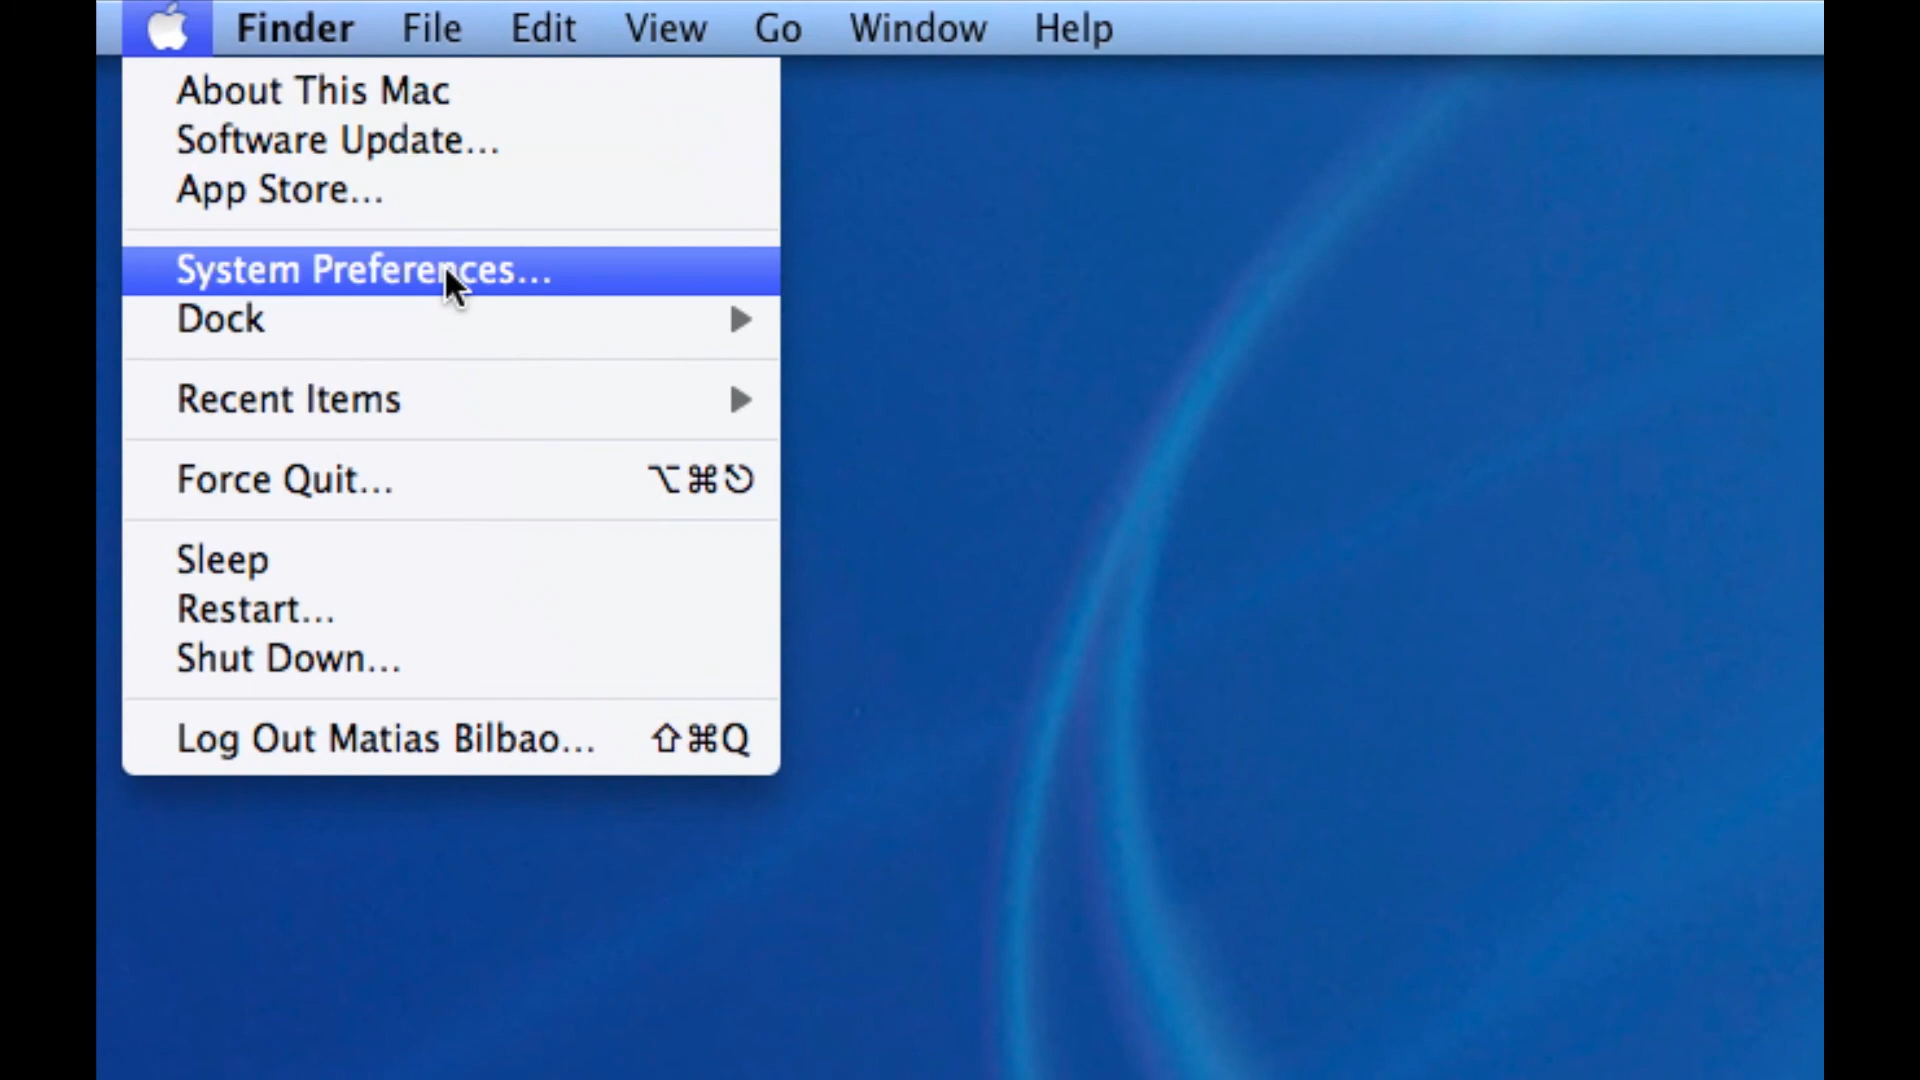 Finder File Edit View Go Window Help
About This Mac
Software Update...
App Store...
System Preferences...
Dock
Recent Items
Force Quit... ⌥⌘⎋
Sleep
Restart...
Shut Down...
Log Out Matias Bilbao... ⇧⌘Q